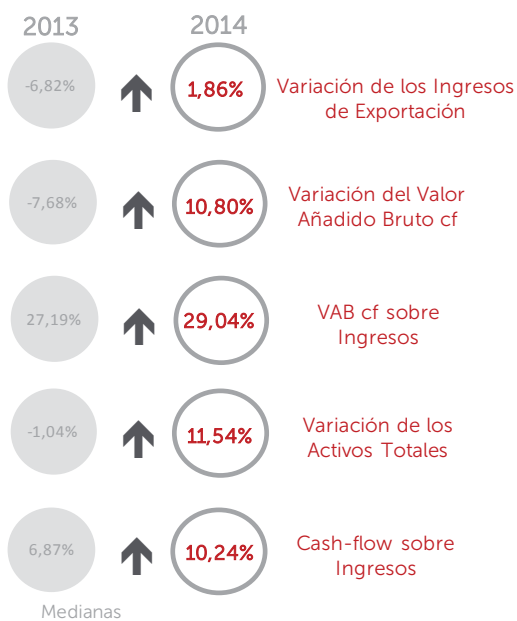 2013
2014
-6,82%
1,86%
Variación de los Ingresos
de Exportación
-7,68%
10,80%
Variación del Valor
Añadido Bruto cf
27,19%
29,04%
VAB cf sobre
Ingresos
-1,04%
11,54%
Variación de los
Activos Totales
6,87%
10,24%
Cash-flow sobre
Ingresos
Medianas